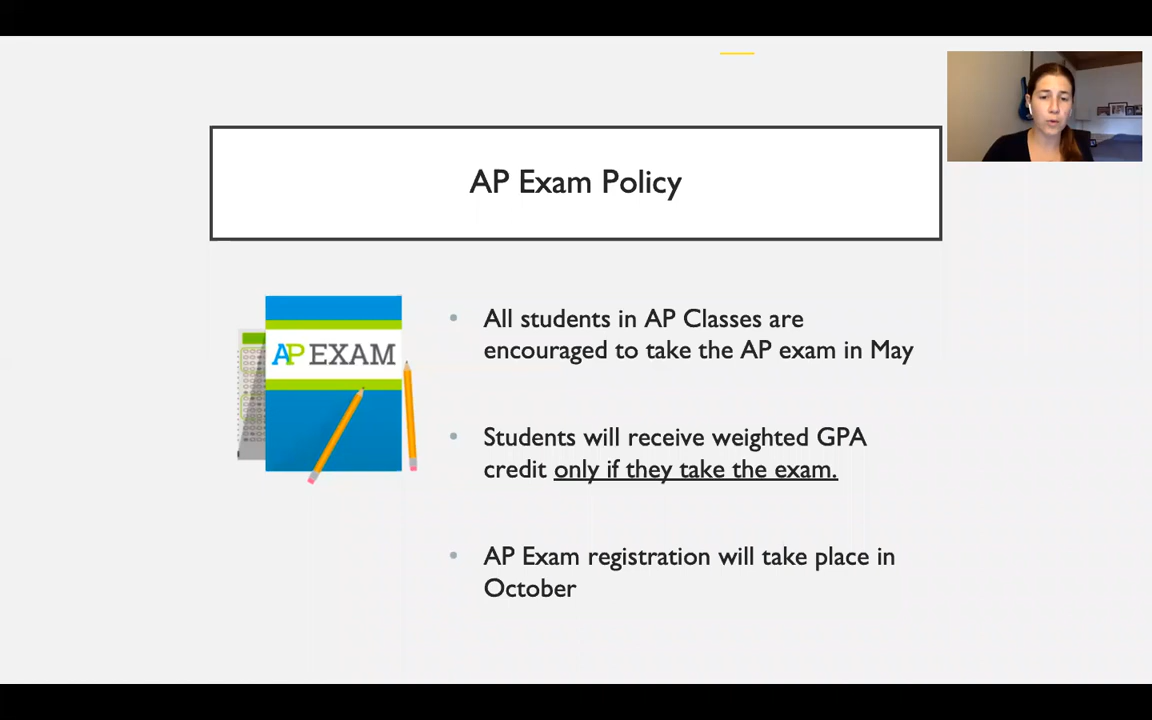 AP Exam Policy
AP EXAM
• All students in AP Classes are
encouraged to take the AP exam in May
• Students will receive weighted GPA
credit only if they take the exam.
• AP Exam registration will take place in
October